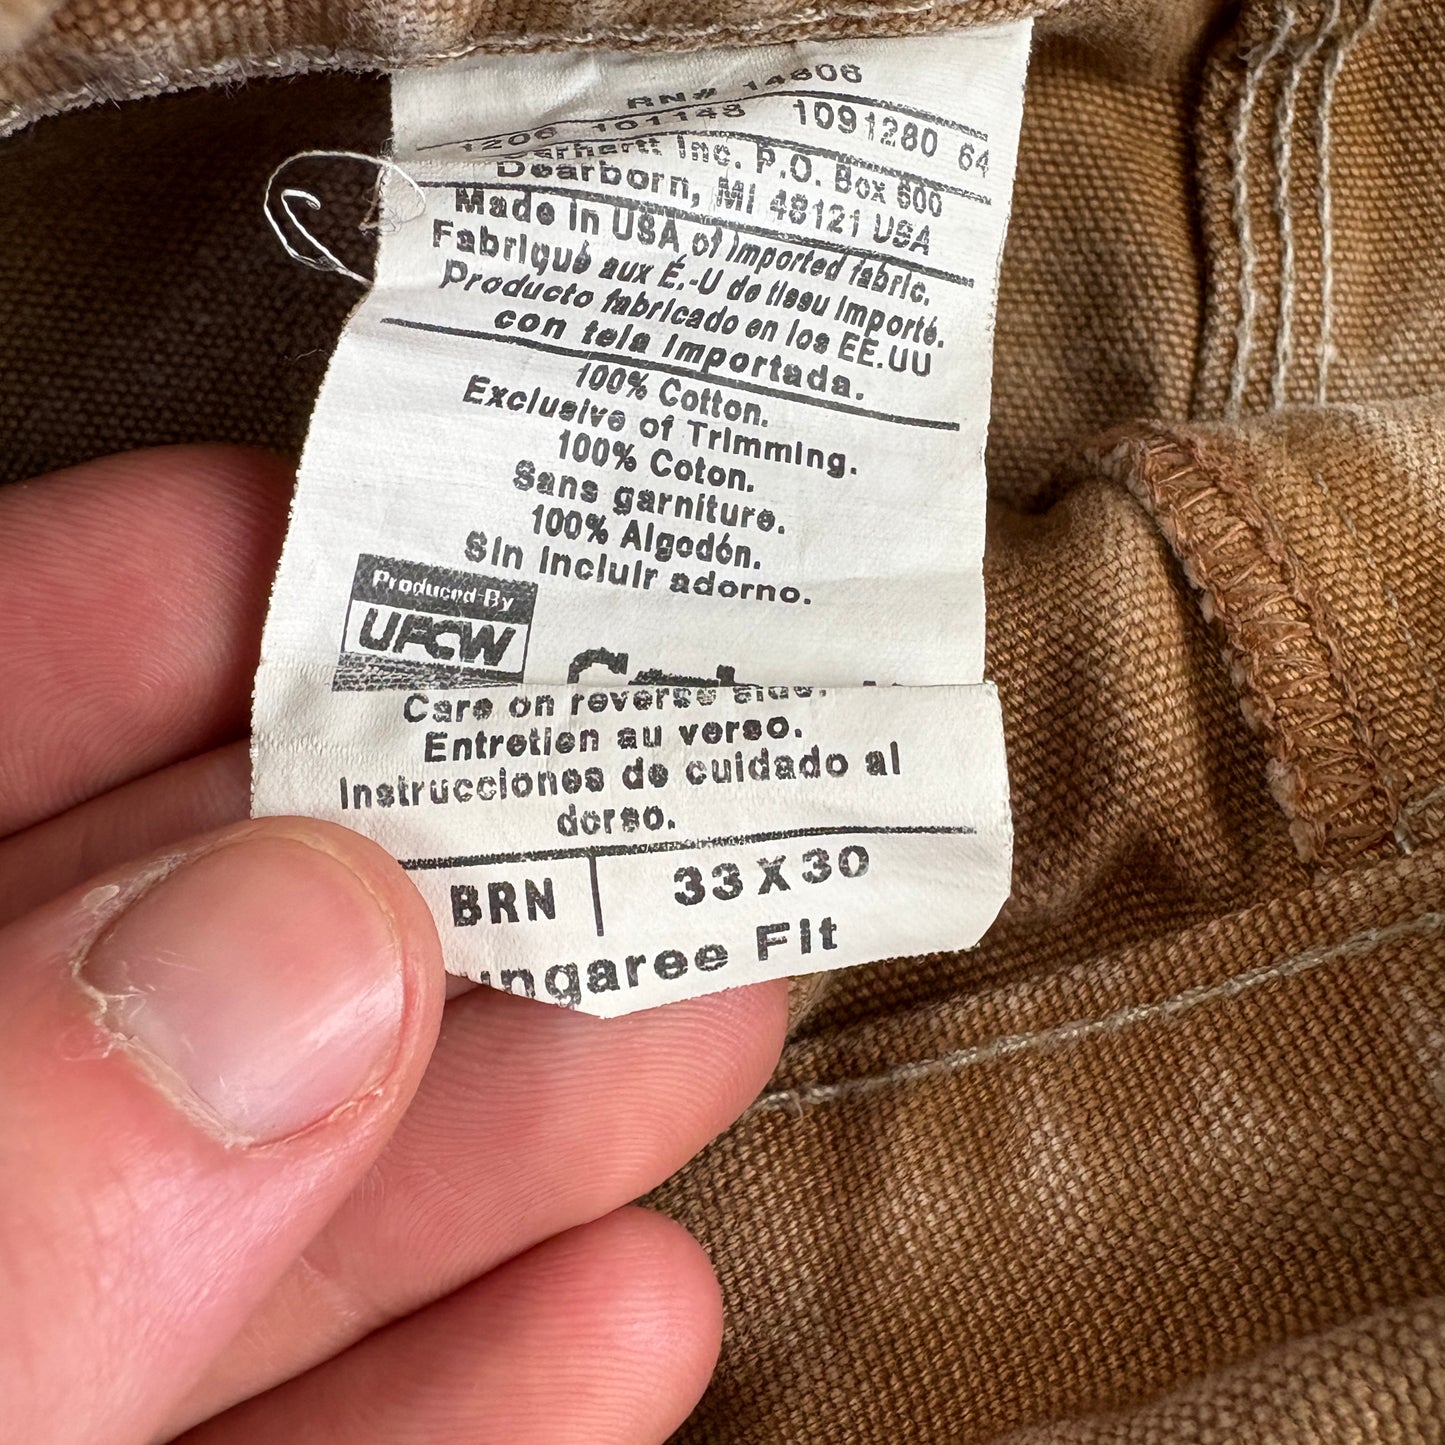 RN# 14806
1206 101148 1091280 64
Carhartt Inc. P.O. Box 600
Dearborn, MI 48121 USA
Made in USA of imported fabric.
Fabriqué aux É.-U de tissu importé.
Producto fabricado en los EE.UU
con tela importada.
100% Cotton.
Exclusive of Trimming.
100% Coton.
Sans garniture.
100% Algodón.
Sin incluir adorno.
Produced By
UFCW
Care on reverse side.
Entretien au verso.
Instrucciones de cuidado al
dorso.
BRN 33 X 30
ungaree Fit